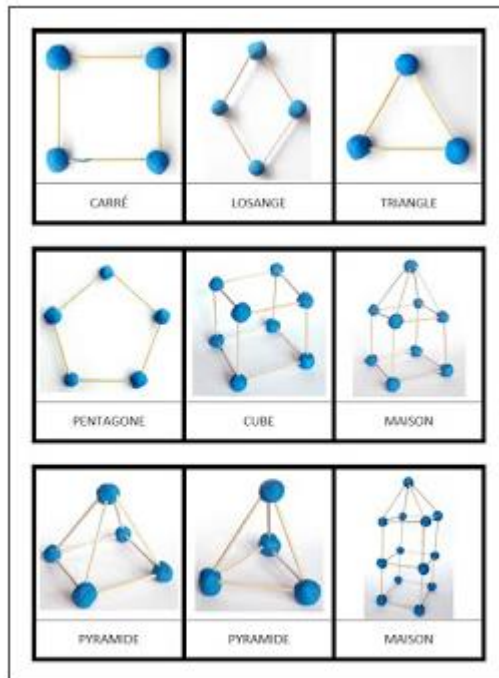 CARRÉ
LOSANGE
TRIANGLE
PENTAGONE
CUBE
MAISON
PYRAMIDE
PYRAMIDE
MAISON